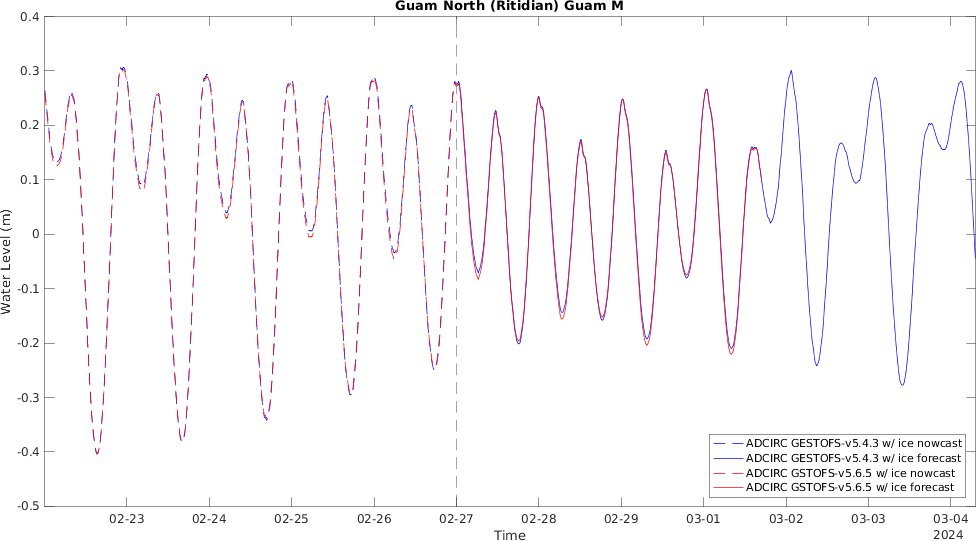 Guam North (Ritidian) Guam M
0.4
0.3
0.2
0.1
0
-0.1
-0.2
-0.3
-0.4
-0.5
Water Level (m)
ADCIRC GESTOFS-v5.4.3 w/ ice nowcast
ADCIRC GESTOFS-v5.4.3 w/ ice forecast
ADCIRC GSTOFS-v5.6.5 w/ ice nowcast
ADCIRC GSTOFS-v5.6.5 w/ ice forecast
02-23 02-24 02-25 02-26 02-27 02-28 02-29 03-01 03-02 03-03 03-04
Time 2024